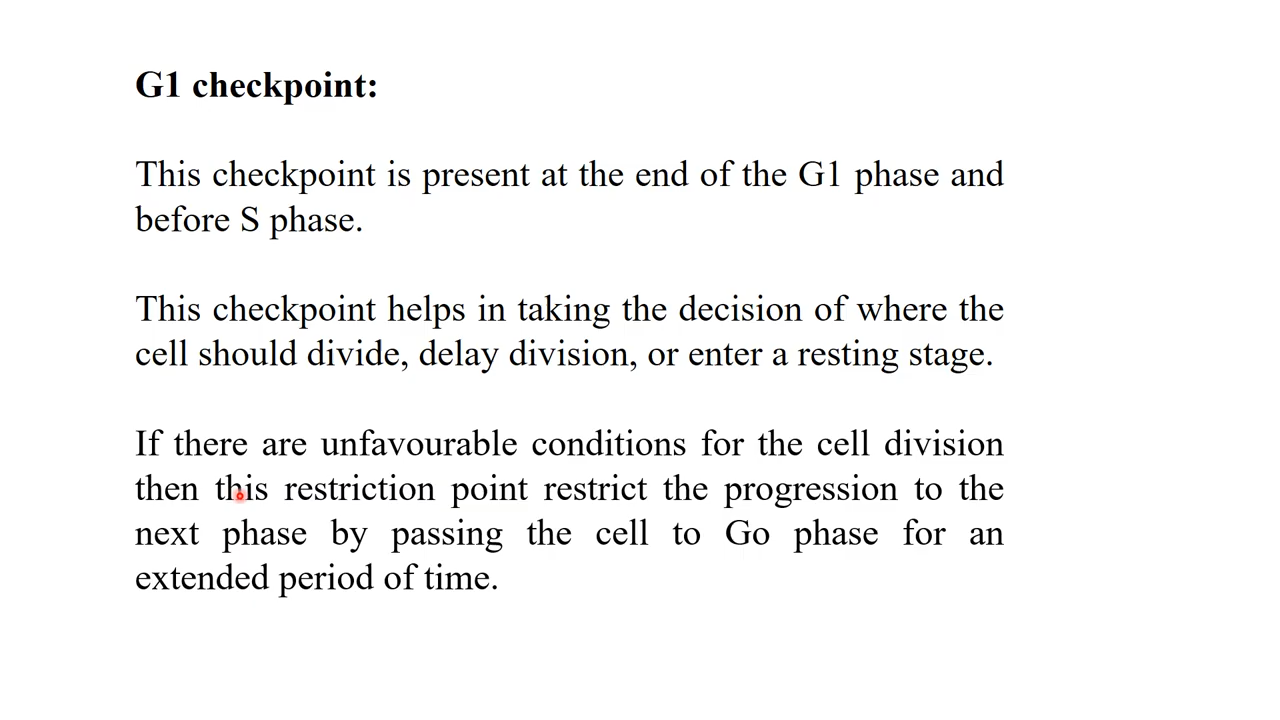 G1 checkpoint:
This checkpoint is present at the end of the G1 phase and
before S phase.
This checkpoint helps in taking the decision of where the
cell should divide, delay division, or enter a resting stage.
If there are unfavourable conditions for the cell division
then this restriction point restrict the progression to the
next phase by passing the cell to Go phase for an
extended period of time.